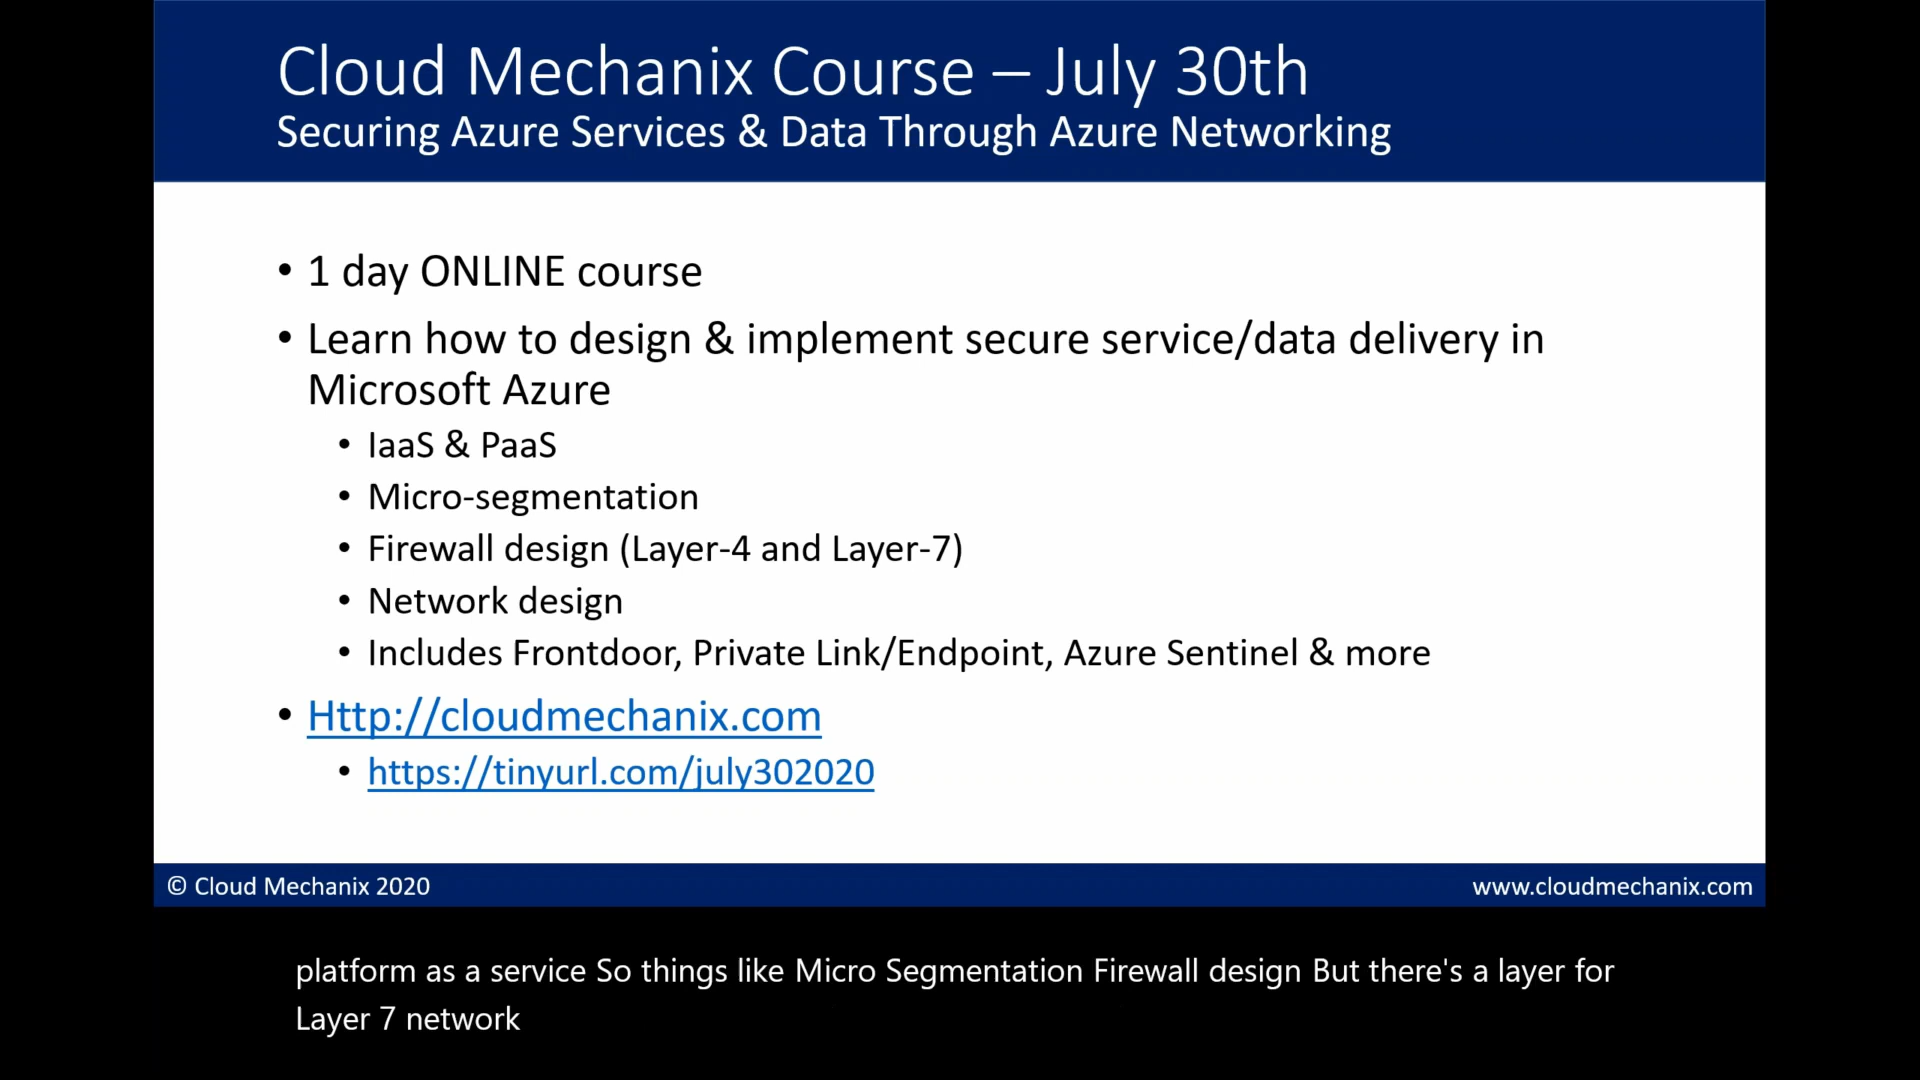 Cloud Mechanix Course – July 30th
Securing Azure Services & Data Through Azure Networking
• 1 day ONLINE course
• Learn how to design & implement secure service/data delivery in
Microsoft Azure
• IaaS & PaaS
• Micro-segmentation
• Firewall design (Layer-4 and Layer-7)
• Network design
• Includes Frontdoor, Private Link/Endpoint, Azure Sentinel & more
• Http://cloudmechanix.com
• https://tinyurl.com/july302020
© Cloud Mechanix 2020
www.cloudmechanix.com
platform as a service So things like Micro Segmentation Firewall design But there's a layer for
Layer 7 network